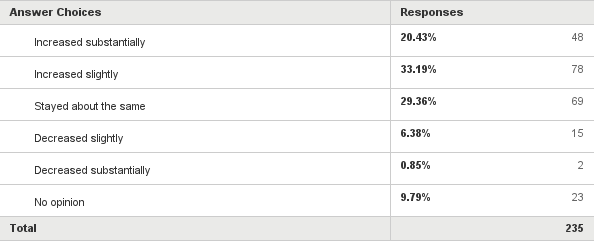 Answer Choices Responses
Increased substantially 20.43% 48
Increased slightly 33.19% 78
Stayed about the same 29.36% 69
Decreased slightly 6.38% 15
Decreased substantially 0.85% 2
No opinion 9.79% 23
Total 235